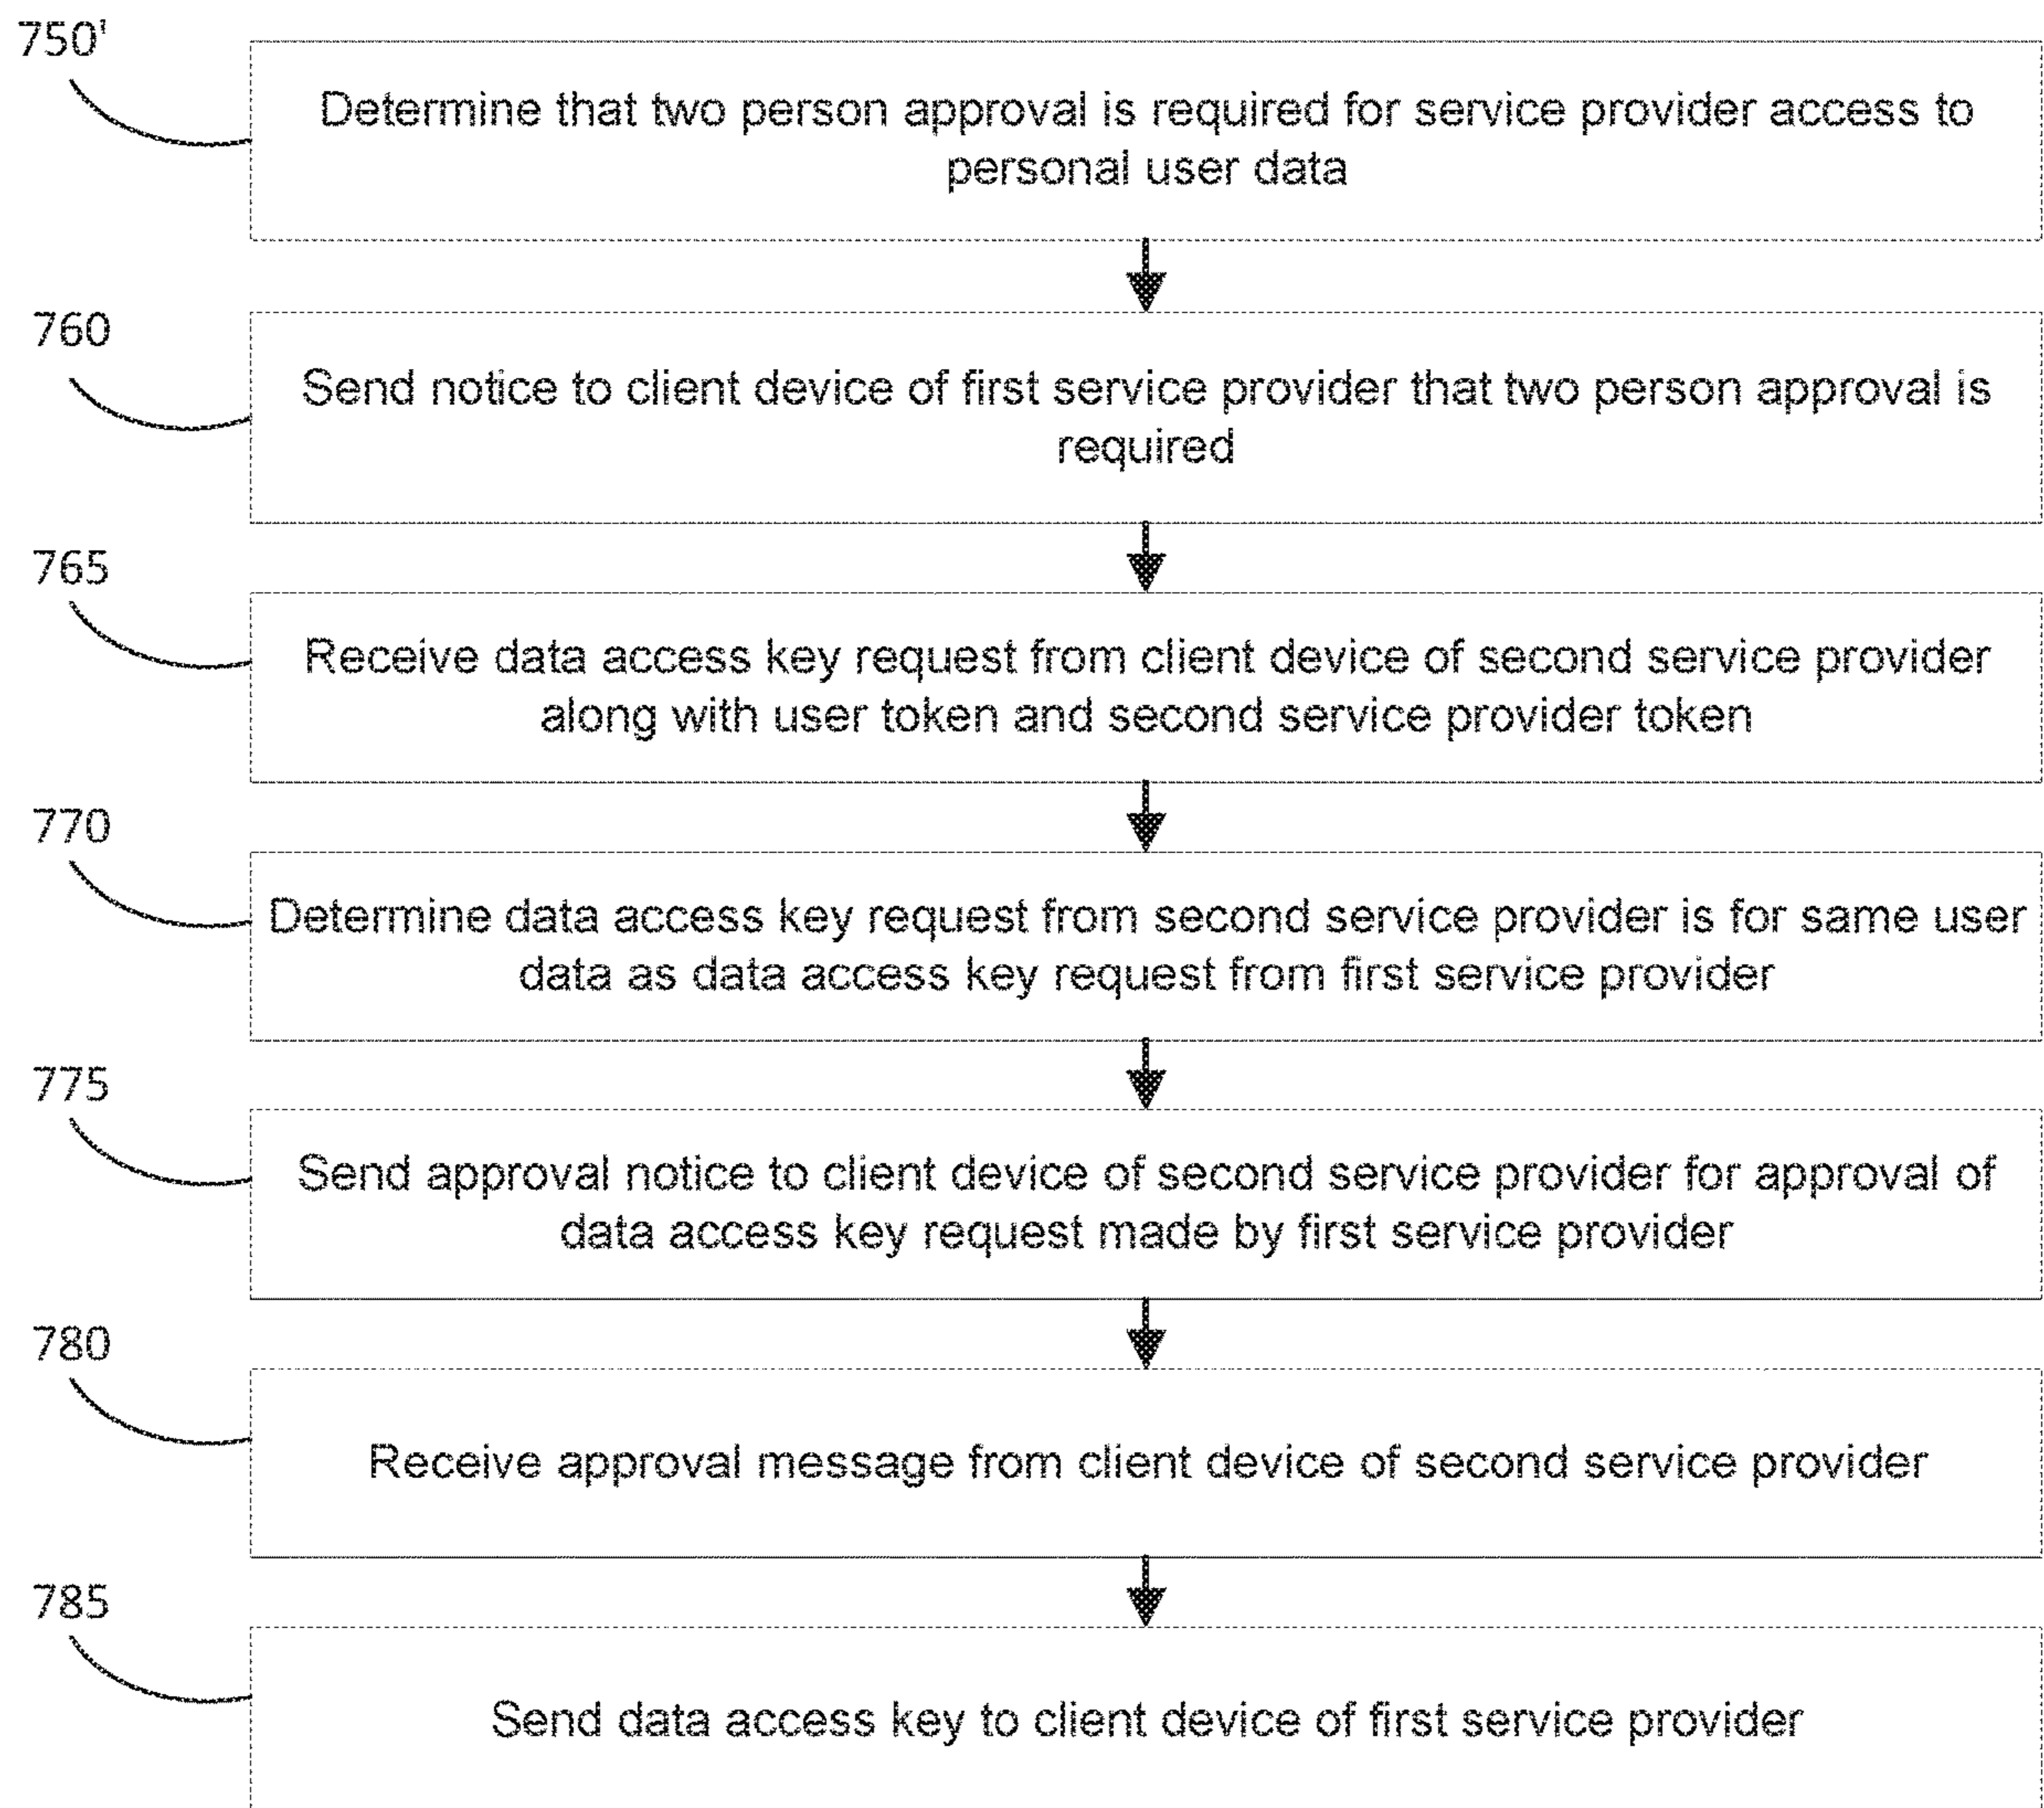 750'
Determine that two person approval is required for service provider access to
personal user data
760
Send notice to client device of first service provider that two person approval is
required
765
Receive data access key request from client device of second service provider
along with user token and second service provider token
770
Determine data access key request from second service provider is for same user
data as data access key request from first service provider
775
Send approval notice to client device of second service provider for approval of
data access key request made by first service provider
780
Receive approval message from client device of second service provider
785
Send data access key to client device of first service provider